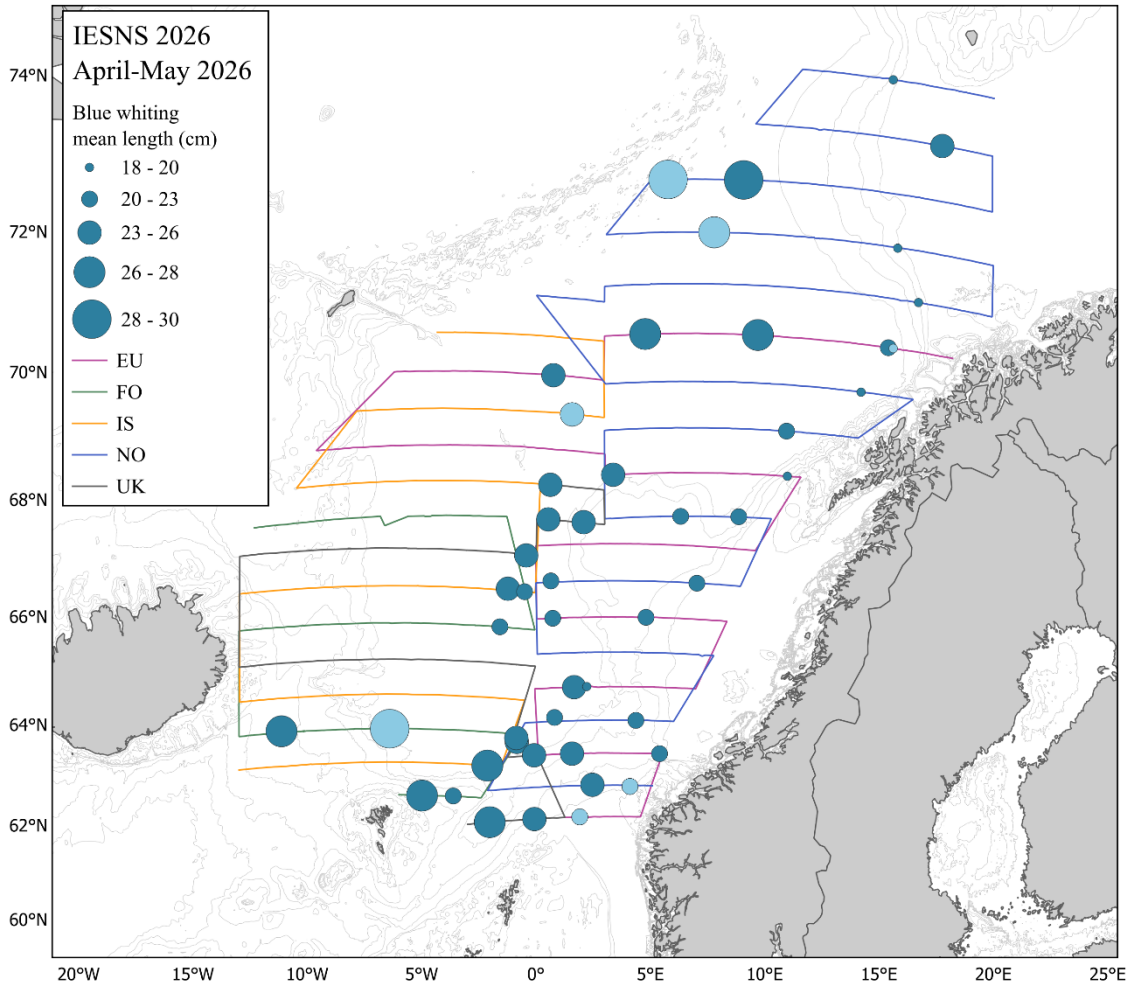 IESNS 2026
April-May 2026
Blue whiting
mean length (cm)
18 - 20
20 - 23
23 - 26
26 - 28
28 - 30
EU
FO
IS
NO
UK
74°N
72°N
70°N
68°N
66°N
64°N
62°N
60°N
20°W
15°W
10°W
5°W
0°
5°E
10°E
15°E
20°E
25°E